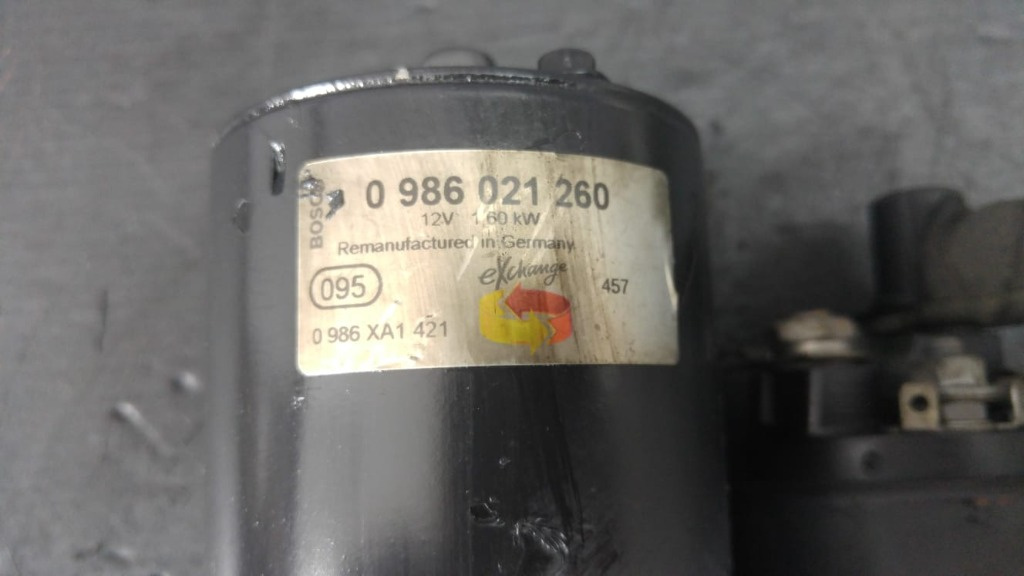 BOSCH
0 986 021 260
12V 1,60 kW
Remanufactured in Germany
eXchange
095
457
0 986 XA1 421